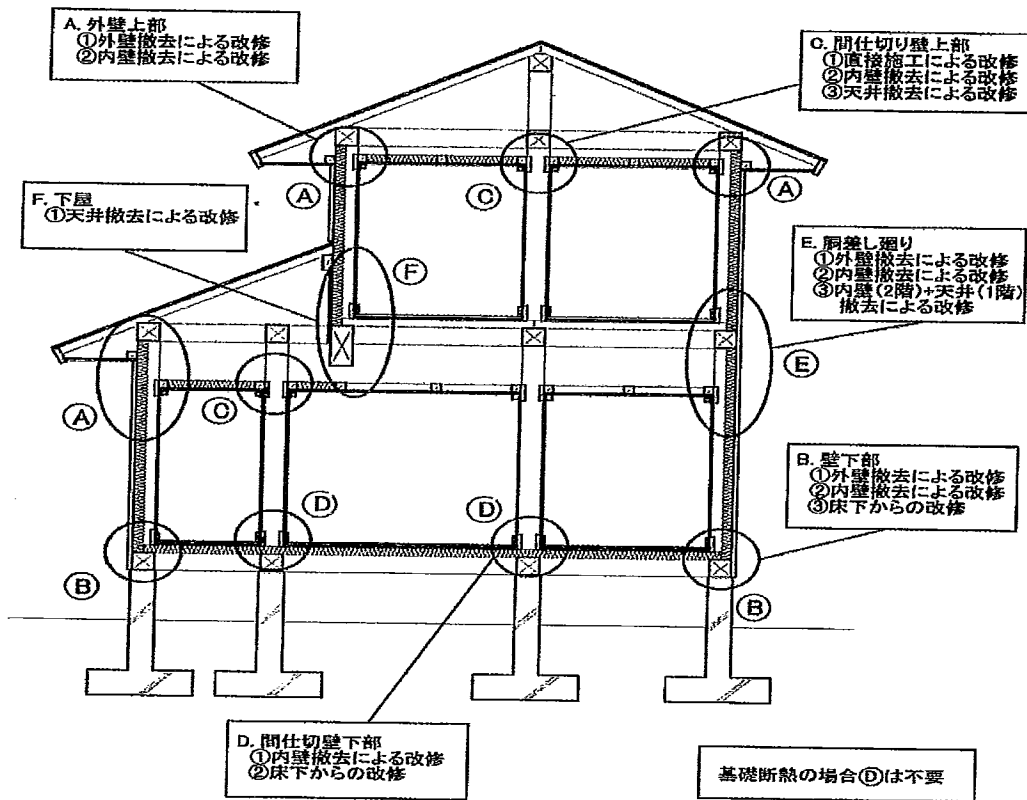 A. 外壁上部
①外壁撤去による改修
②内壁撤去による改修
C. 間仕切り壁上部
①直接施工による改修
②内壁撤去による改修
③天井撤去による改修
F. 下屋
①天井撤去による改修
Ⓐ
Ⓒ
Ⓐ
Ⓕ
E. 胴差し廻り
①外壁撤去による改修
②内壁撤去による改修
③内壁(2階)+天井(1階)
撤去による改修
Ⓔ
Ⓐ
Ⓒ
B. 壁下部
①外壁撤去による改修
②内壁撤去による改修
③床下からの改修
Ⓓ
Ⓓ
Ⓑ
Ⓑ
D. 間仕切壁下部
①内壁撤去による改修
②床下からの改修
基礎断熱の場合Ⓓは不要